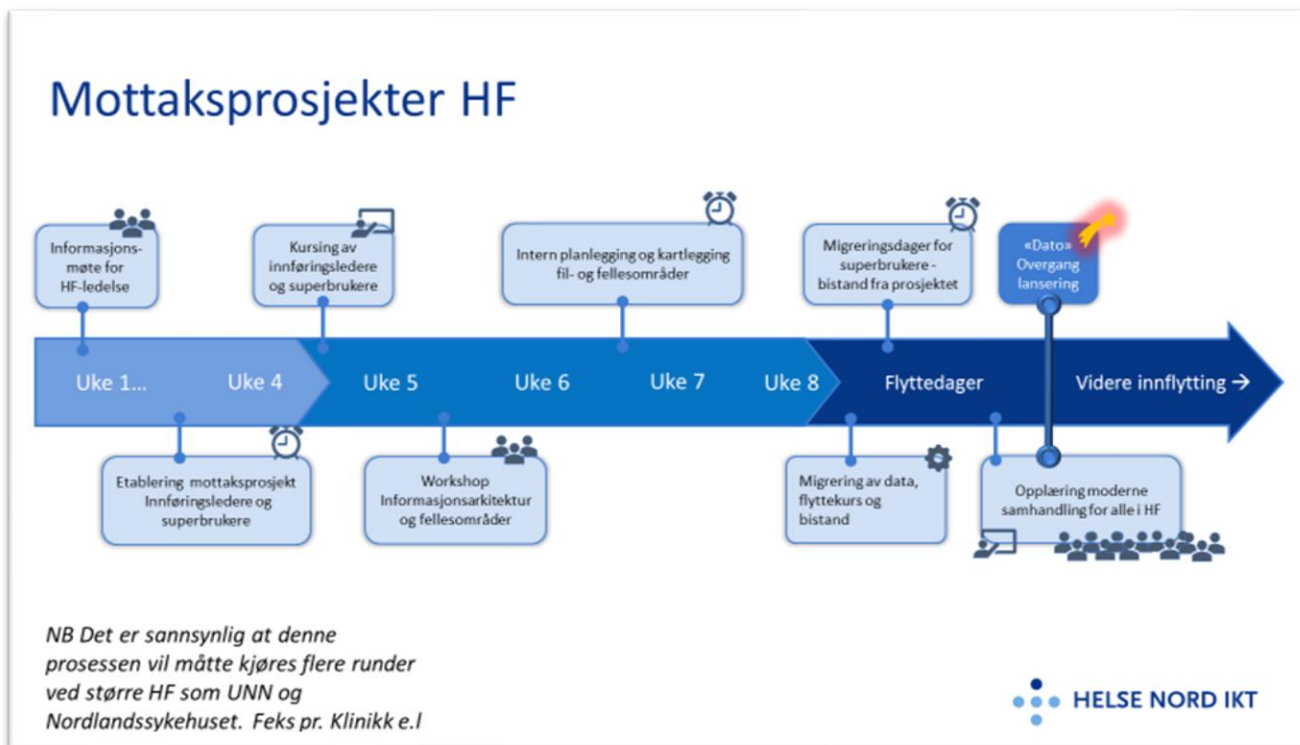 Mottaksprosjekter HF
Informasjons-
møte for
HF-ledelse
Kursing av
innføringsledere
og superbrukere
Intern planlegging og kartlegging
fil- og fellesområder
Migreringsdager for
superbrukere -
bistand fra prosjektet
«Dato»
Overgang
lansering
Uke 1...
Uke 4
Uke 5
Uke 6
Uke 7
Uke 8
Flyttedager
Videre innflytting →
Etablering mottaksprosjekt
Innføringsledere og
superbrukere
Workshop
Informasjonsarkitektur
og fellesområder
Migrering av data,
flyttekurs og
bistand
Opplæring moderne
samhandling for alle i HF
NB Det er sannsynlig at denne
prosessen vil måtte kjøres flere runder
ved større HF som UNN og
Nordlandssykehuset. Feks pr. Klinikk e.l
HELSE NORD IKT